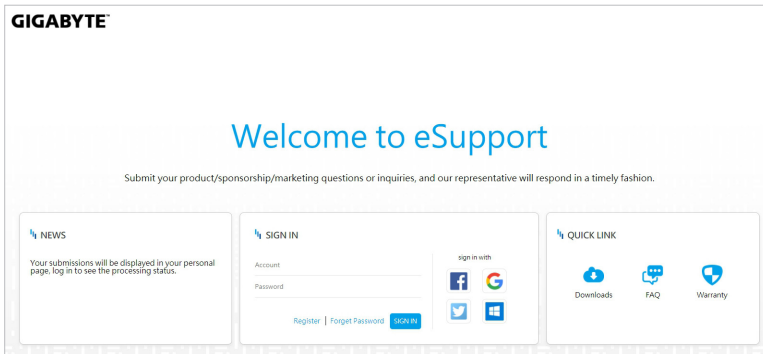 GIGABYTE™
Welcome to eSupport
Submit your product/sponsorship/marketing questions or inquiries, and our representative will respond in a timely fashion.
NEWS
Your submissions will be displayed in your personal
page, log in to see the processing status.
SIGN IN
Account
Password
Register | Forget Password SIGN IN
sign in with
QUICK LINK
Downloads FAQ Warranty